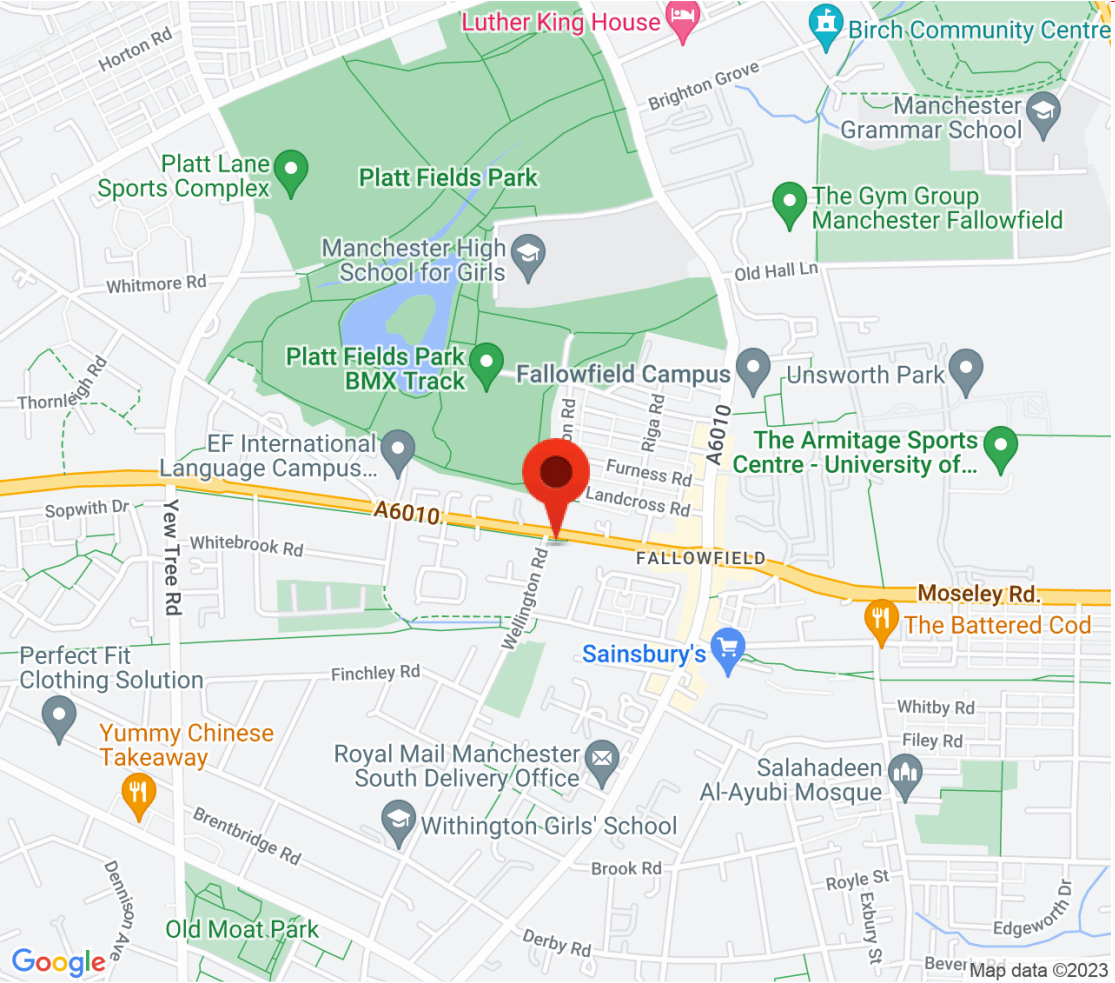 Luther King House
Birch Community Centre
Horton Rd
Brighton Grove
Manchester
Grammar School
Platt Lane
Sports Complex
Platt Fields Park
The Gym Group
Manchester Fallowfield
Manchester High
School for Girls
Old Hall Ln
Whitmore Rd
Platt Fields Park
BMX Track
Fallowfield Campus
Unsworth Park
Thornleigh Rd
on Rd
Riga Rd
A6010
EF International
Language Campus...
The Armitage Sports
Centre - University of...
Furness Rd
Landcross Rd
Sopwith Dr
A6010
Yew Tree Rd
Whitebrook Rd
FALLOWFIELD
Wellington Rd
Moseley Rd.
The Battered Cod
Sainsbury's
Perfect Fit
Clothing Solution
Finchley Rd
Whitby Rd
Yummy Chinese
Takeaway
Filey Rd
Royal Mail Manchester
South Delivery Office
Salahadeen
Al-Ayubi Mosque
Withington Girls' School
Brentbridge Rd
Brook Rd
Royle St
Dennison Ave
Exbury St
Edgeworth Dr
Old Moat Park
Derby Rd
Google
Map data ©2023